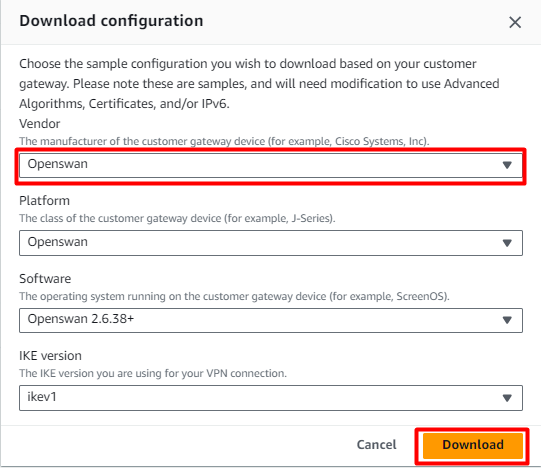 Download configuration
Choose the sample configuration you wish to download based on your customer
gateway. Please note these are samples, and will need modification to use Advanced
Algorithms, Certificates, and/or IPv6.
Vendor
The manufacturer of the customer gateway device (for example, Cisco Systems, Inc).
Openswan
Platform
The class of the customer gateway device (for example, J-Series).
Openswan
Software
The operating system running on the customer gateway device (for example, ScreenOS).
Openswan 2.6.38+
IKE version
The IKE version you are using for your VPN connection.
ikev1
Cancel Download